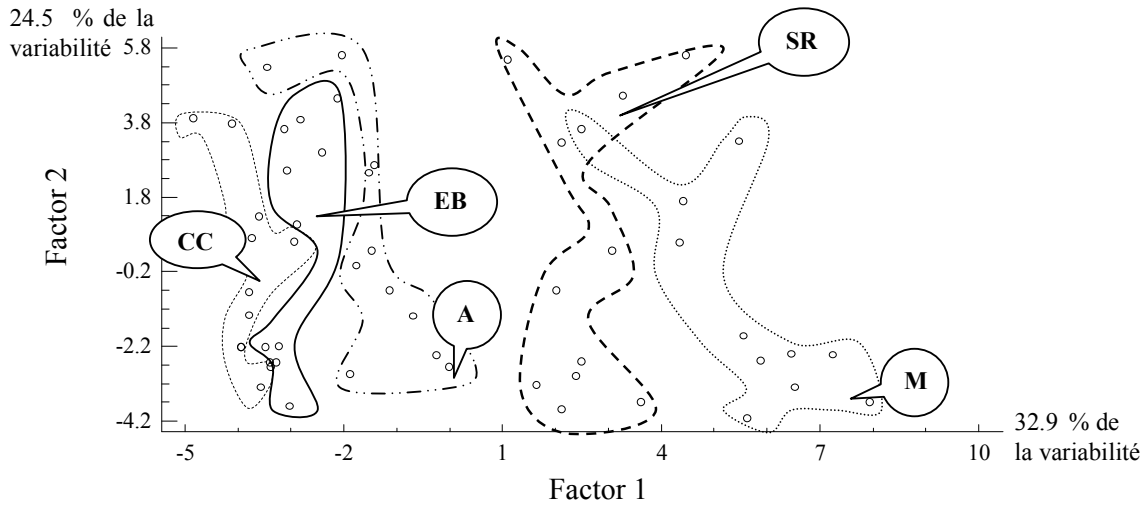 24.5 % de la
variabilité
5.8
3.8
1.8
-0.2
-2.2
-4.2
Factor 2
SR
EB
CC
A
M
-5
-2
1
4
7
10
32.9 % de
la variabilité
Factor 1